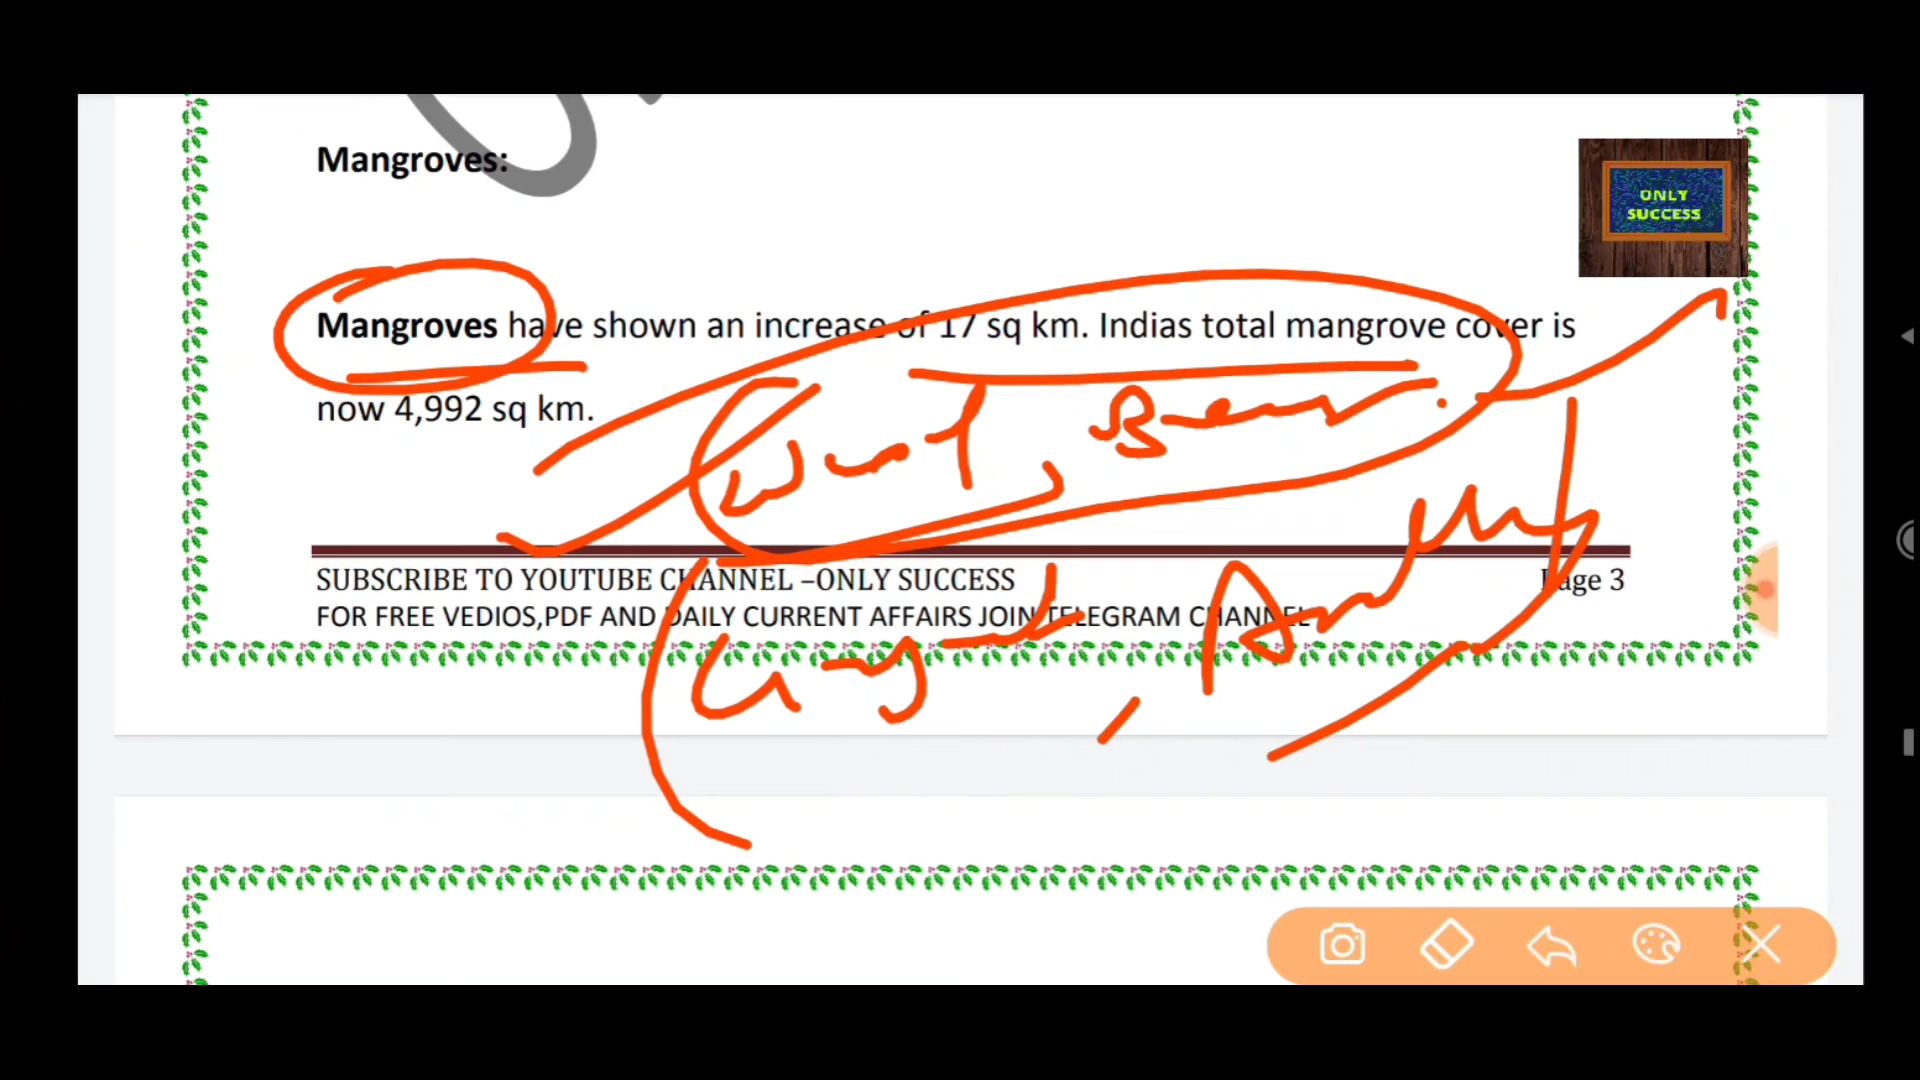 Mangroves:
ONLY
SUCCESS
Mangroves have shown an increase of 17 sq km. Indias total mangrove cover is
now 4,992 sq km.
SUBSCRIBE TO YOUTUBE CHANNEL –ONLY SUCCESS
Page 3
FOR FREE VEDIOS,PDF AND DAILY CURRENT AFFAIRS JOIN TELEGRAM CHANNEL